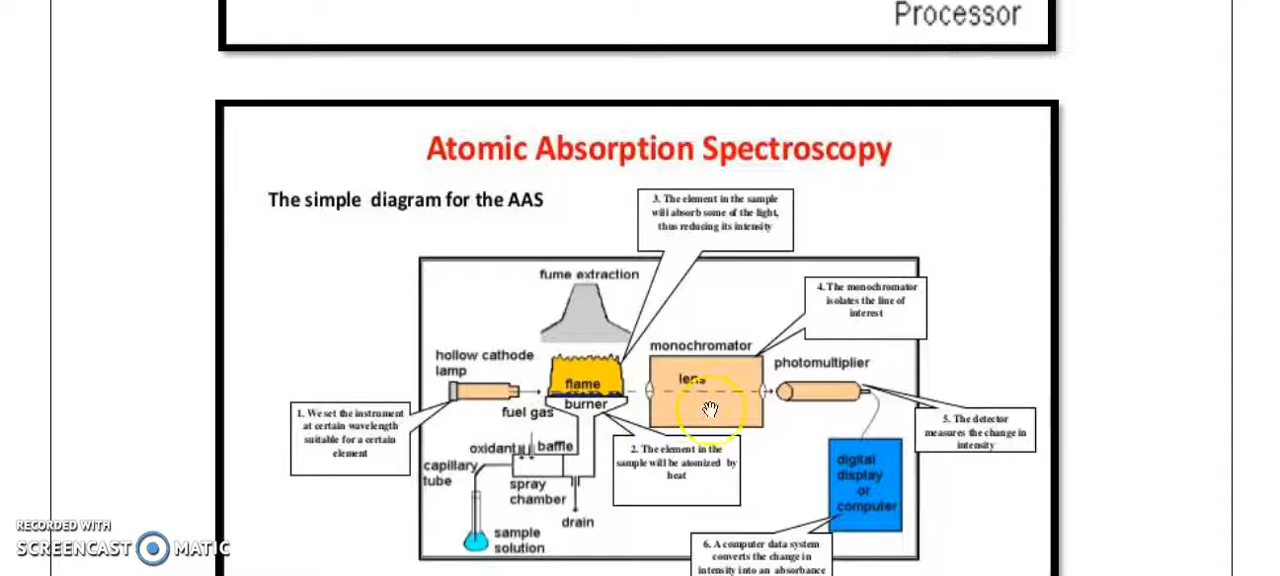 Processor
Atomic Absorption Spectroscopy
The simple diagram for the AAS
3. The element in the sample
will absorb some of the light,
thus reducing its intensity
fume extraction
4. The monochromator
isolates the line of
interest
monochromator
hollow cathode
lamp
photomultiplier
lens
flame
burner
fuel gas
1. We set the instrument
at certain wavelength
suitable for a certain
element
5. The detector
measures the change in
intensity
oxidant
baffle
2. The element in the
sample will be atomized by
heat
capillary
tube
spray
chamber
digital
display
or
computer
drain
sample
solution
6. A computer data system
converts the change in
intensity into an absorbance
RECORDED WITH
SCREENCAST MATIC